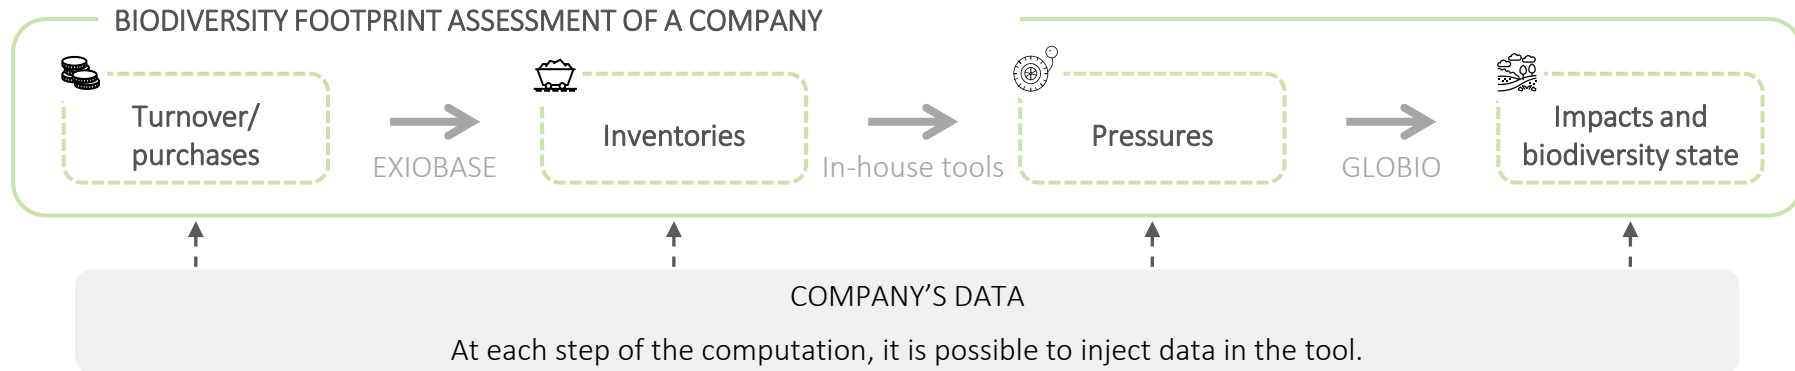 BIODIVERSITY FOOTPRINT ASSESSMENT OF A COMPANY
Turnover/
purchases
EXIOBASE
Inventories
In-house tools
Pressures
GLOBIO
Impacts and
biodiversity state
COMPANY’S DATA
At each step of the computation, it is possible to inject data in the tool.